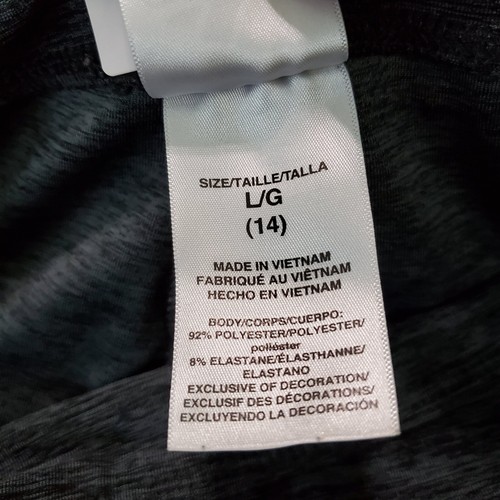 SIZE/TAILLE/TALLA
L/G
(14)
MADE IN VIETNAM
FABRIQUÉ AU VIÊTNAM
HECHO EN VIETNAM
BODY/CORPS/CUERPO:
92% POLYESTER/POLYESTER/
poliéster
8% ELASTANE/ÉLASTHANNE/
ELASTANO
EXCLUSIVE OF DECORATION/
EXCLUSIF DES DÉCORATIONS/
EXCLUYENDO LA DECORACIÓN